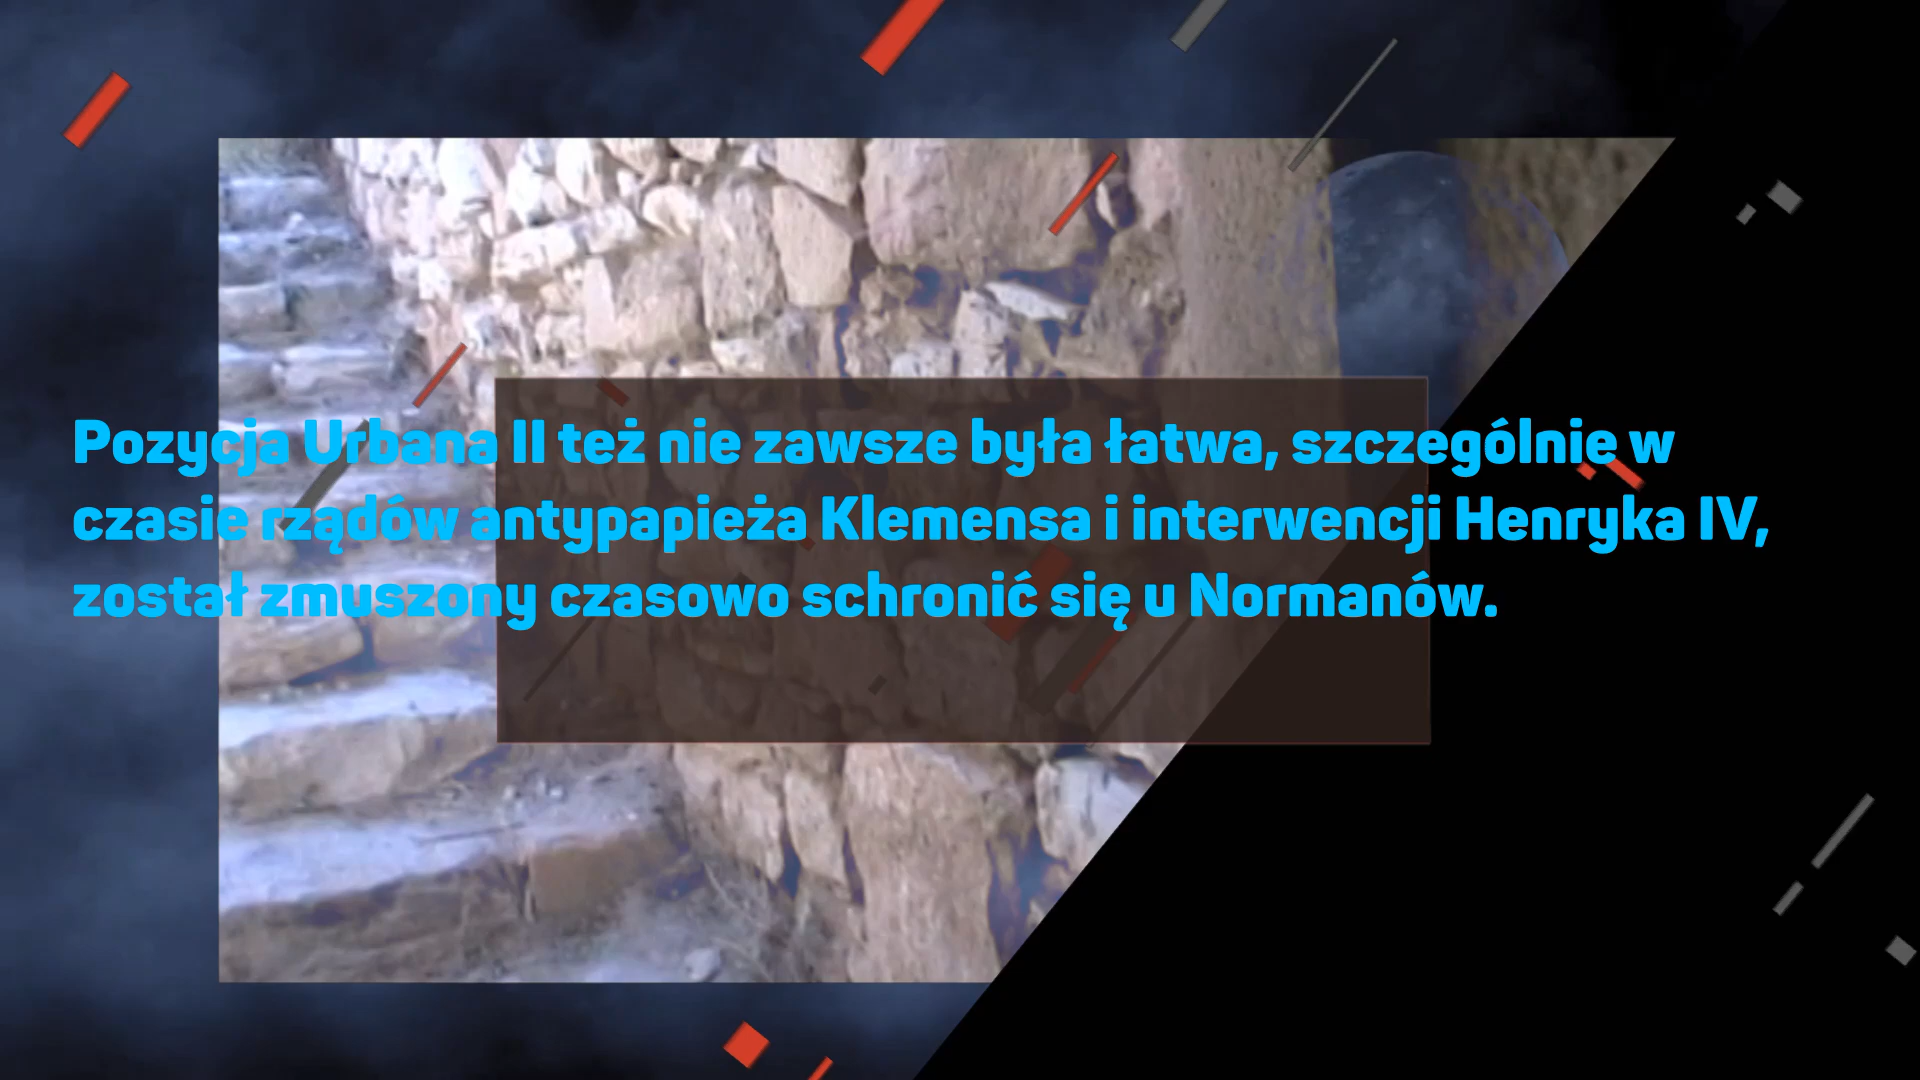 Pozycja Urbana II też nie zawsze była łatwa, szczególnie w
czasie rządów antypapieża Klemensa i interwencji Henryka IV,
został zmuszony czasowo schronić się u Normanów.